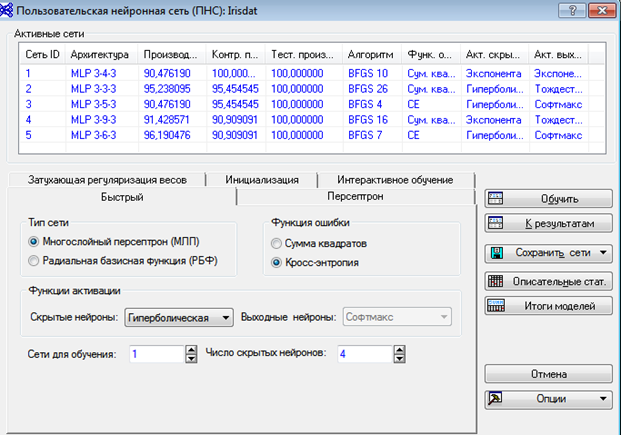 Пользовательская нейронная сеть (ПНС): Irisdat
Активные сети
Сеть ID Архитектура Производ... Контр. п... Тест. произ... Алгоритм Функ. о... Акт. скры... Акт. вых...
1 MLP 3-4-3 90,476190 100,000... 100,000000 BFGS 10 Сум. ква... Экспонента Экспоне...
2 MLP 3-3-3 95,238095 95,454545 100,000000 BFGS 26 Сум. ква... Гиперболи... Тождест...
3 MLP 3-5-3 90,476190 95,454545 100,000000 BFGS 4 CE Гиперболи... Софтмакс
4 MLP 3-9-3 91,428571 90,909091 100,000000 BFGS 16 Сум. ква... Экспонента Тождест...
5 MLP 3-6-3 96,190476 90,909091 100,000000 BFGS 7 CE Гиперболи... Софтмакс
Затухающая регуляризация весов Инициализация Интерактивное обучение
Быстрый Персептрон
Тип сети
Многослойный персептрон (МЛП)
Радиальная базисная функция (РБФ)
Функция ошибки
Сумма квадратов
Кросс-энтропия
Функции активации
Скрытые нейроны: Гиперболическая Выходные нейроны: Софтмакс
Сети для обучения: 1 Число скрытых нейронов: 4
Обучить
К результатам
Сохранить сети
Описательные стат.
Итоги моделей
Отмена
Опции